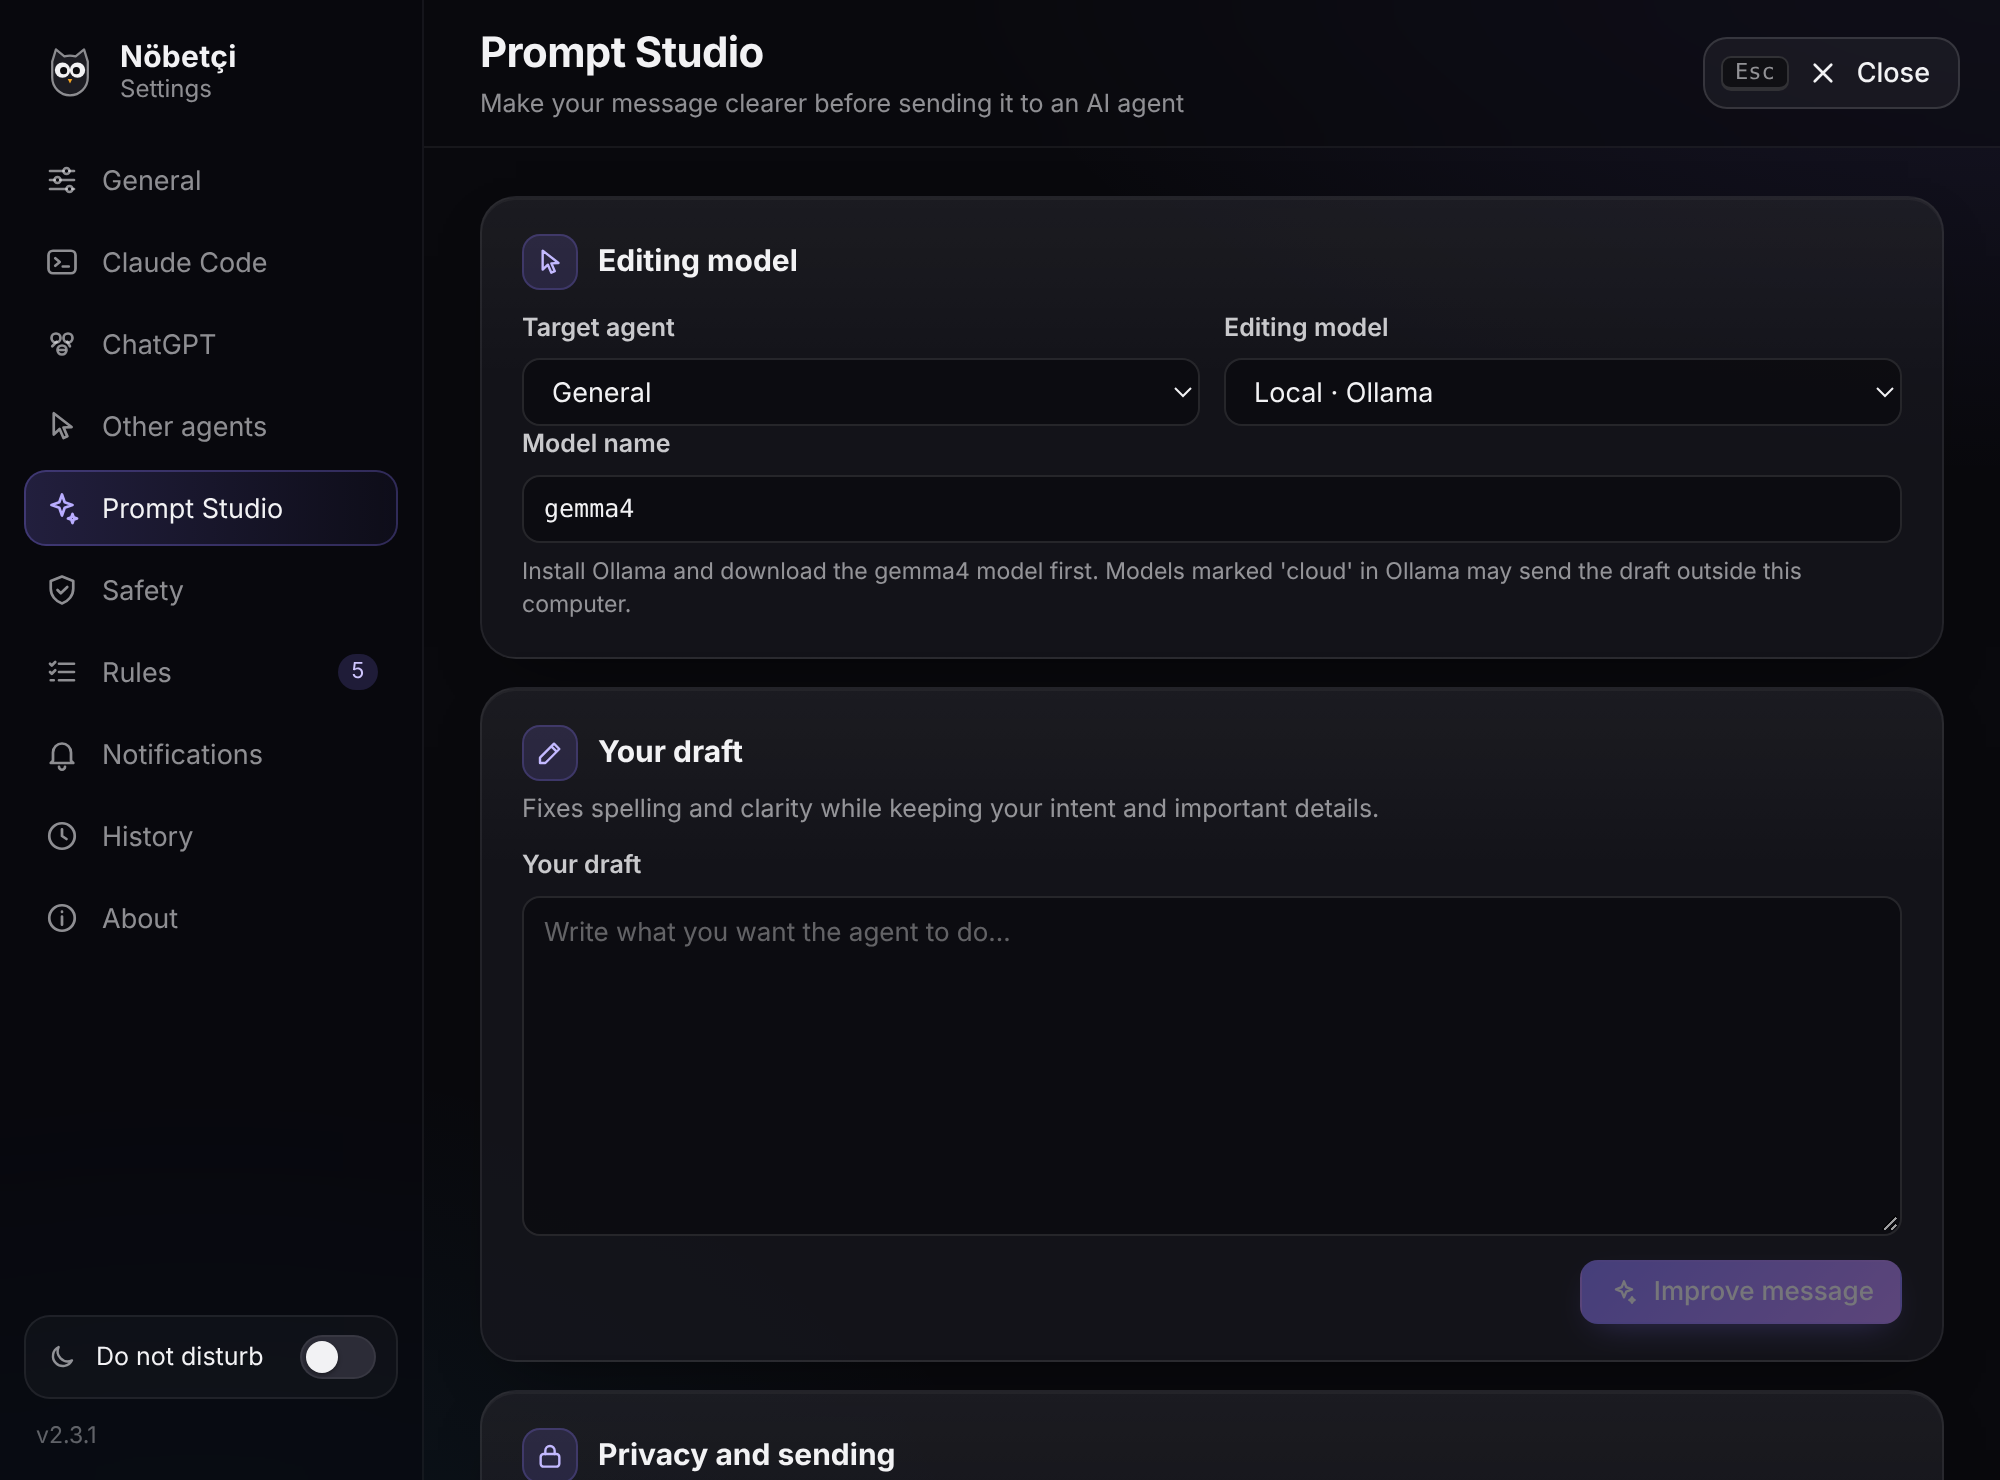 Nöbetçi
Settings
General
Claude Code
ChatGPT
Other agents
Prompt Studio
Safety
Rules
5
Notifications
History
About
Do not disturb
v2.3.1
Prompt Studio
Make your message clearer before sending it to an AI agent
Esc
Close
Editing model
Target agent
Editing model
General
Local · Ollama
Model name
gemma4
Install Ollama and download the gemma4 model first. Models marked 'cloud' in Ollama may send the draft outside this
computer.
Your draft
Fixes spelling and clarity while keeping your intent and important details.
Your draft
Write what you want the agent to do...
Improve message
Privacy and sending